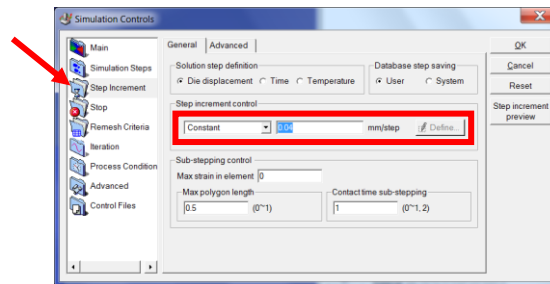 Simulation Controls
Main
Simulation Steps
Step Increment
Stop
Remesh Criteria
Iteration
Process Condition
Advanced
Control Files
General Advanced
Solution step definition
Die displacement Time Temperature
Database step saving
User System
Step increment control
Constant 0.04 mm/step Define...
Sub-stepping control
Max strain in element 0
Max polygon length
0.5 (0~1)
Contact time sub-stepping
1 (0~1, 2)
OK
Cancel
Reset
Step increment
preview